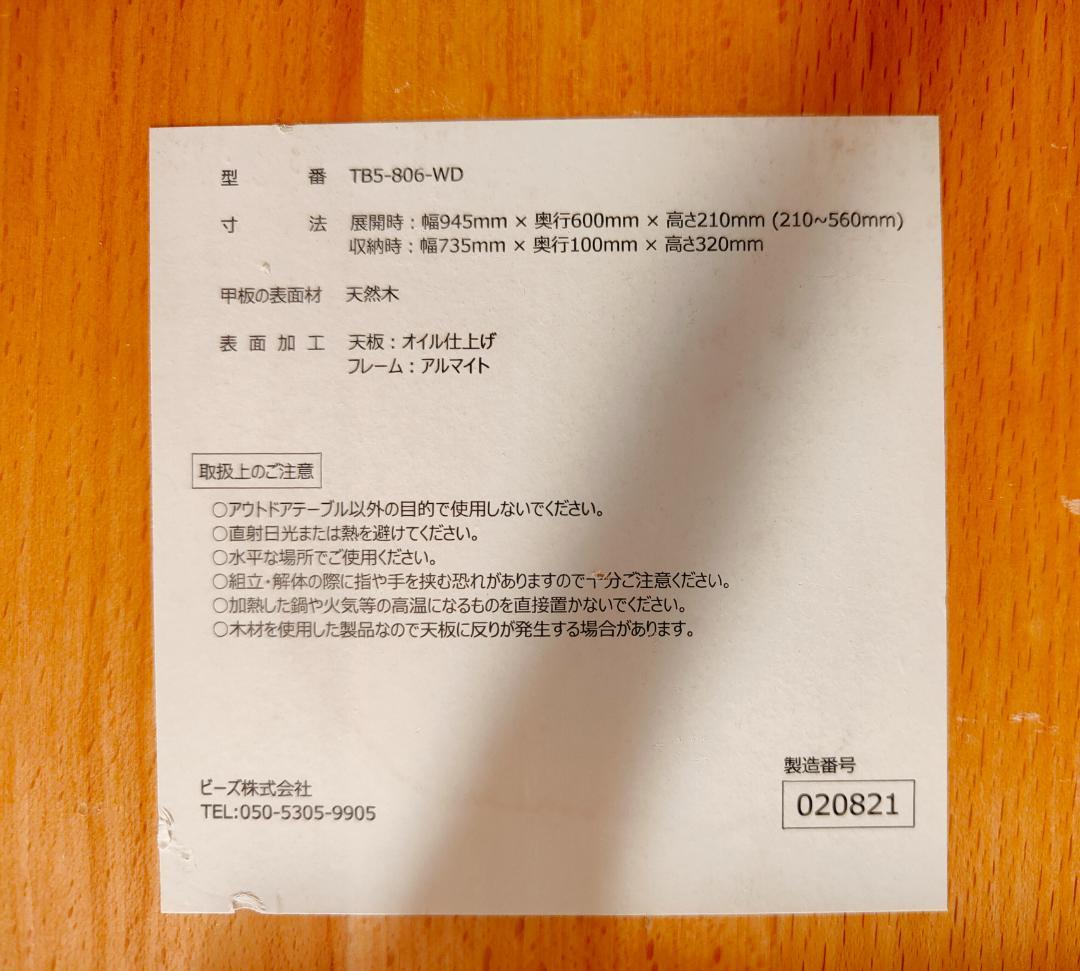 型番 TB5-806-WD
寸法 展開時：幅945mm × 奥行600mm × 高さ210mm (210~560mm)
収納時：幅735mm × 奥行100mm × 高さ320mm
甲板の表面材 天然木
表面加工 天板：オイル仕上げ
フレーム：アルマイト
取扱上のご注意
○アウトドアテーブル以外の目的で使用しないでください。
○直射日光または熱を避けてください。
○水平な場所でご使用ください。
○組立・解体の際に指や手を挟む恐れがありますので十分ご注意ください。
○加熱した鍋や火気等の高温になるものを直接置かないでください。
○木材を使用した製品なので天板に反りが発生する場合があります。
ビーズ株式会社
TEL:050-5305-9905
製造番号
020821